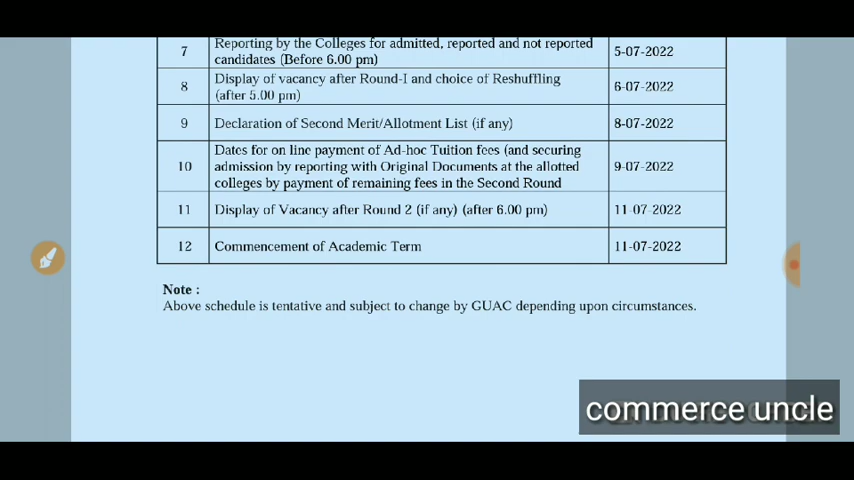 7 Reporting by the Colleges for admitted, reported and not reported 5-07-2022
candidates (Before 6.00 pm)
8 Display of vacancy after Round-I and choice of Reshuffling 6-07-2022
(after 5.00 pm)
9 Declaration of Second Merit/Allotment List (if any) 8-07-2022
Dates for on line payment of Ad-hoc Tuition fees (and securing
10 admission by reporting with Original Documents at the allotted 9-07-2022
colleges by payment of remaining fees in the Second Round
11 Display of Vacancy after Round 2 (if any) (after 6.00 pm) 11-07-2022
12 Commencement of Academic Term 11-07-2022
Note :
Above schedule is tentative and subject to change by GUAC depending upon circumstances.
commerce uncle